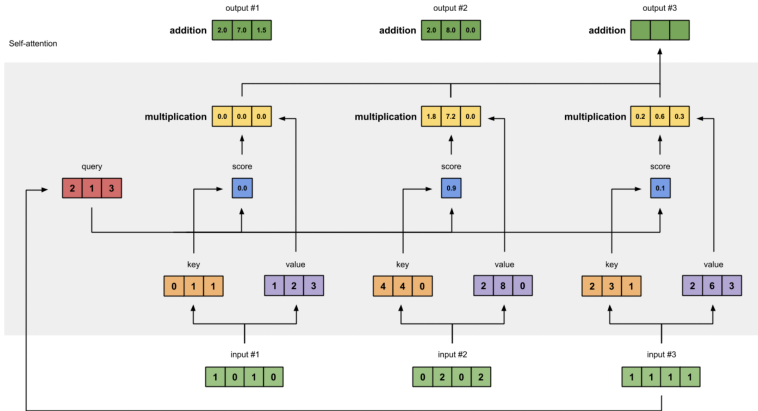 output #1 output #2 output #3
addition 2.0 7.0 1.5 addition 2.0 8.0 0.0 addition
Self-attention
multiplication 0.0 0.0 0.0 multiplication 1.8 7.2 0.0 multiplication 0.2 0.6 0.3
query score score score
2 1 3 0.0 0.9 0.1
key value key value key value
0 1 1 1 2 3 4 4 0 2 8 0 2 3 1 2 6 3
input #1 input #2 input #3
1 0 1 0 0 2 0 2 1 1 1 1